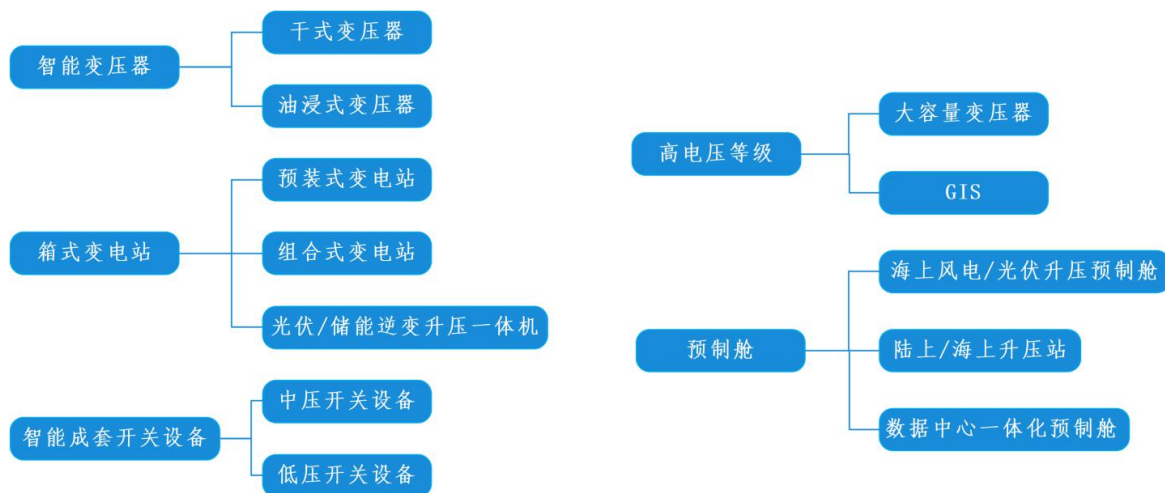 智能变压器
干式变压器
油浸式变压器
箱式变电站
预装式变电站
组合式变电站
光伏/储能逆变升压一体机
智能成套开关设备
中压开关设备
低压开关设备
高电压等级
大容量变压器
GIS
预制舱
海上风电/光伏升压预制舱
陆上/海上升压站
数据中心一体化预制舱